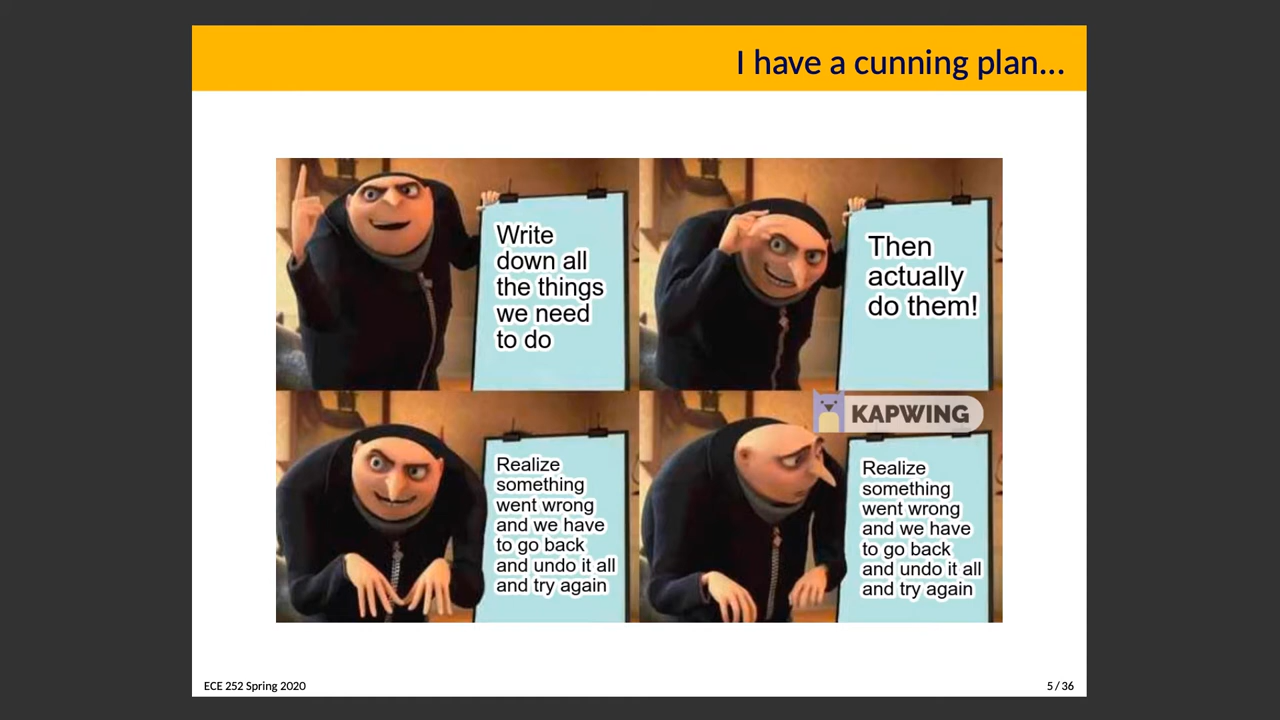 I have a cunning plan...
Write
down all
the things
we need
to do
Then
actually
do them!
KAPWING
Realize
something
went wrong
and we have
to go back
and undo it all
and try again
Realize
something
went wrong
and we have
to go back
and undo it all
and try again
ECE 252 Spring 2020
5 / 36